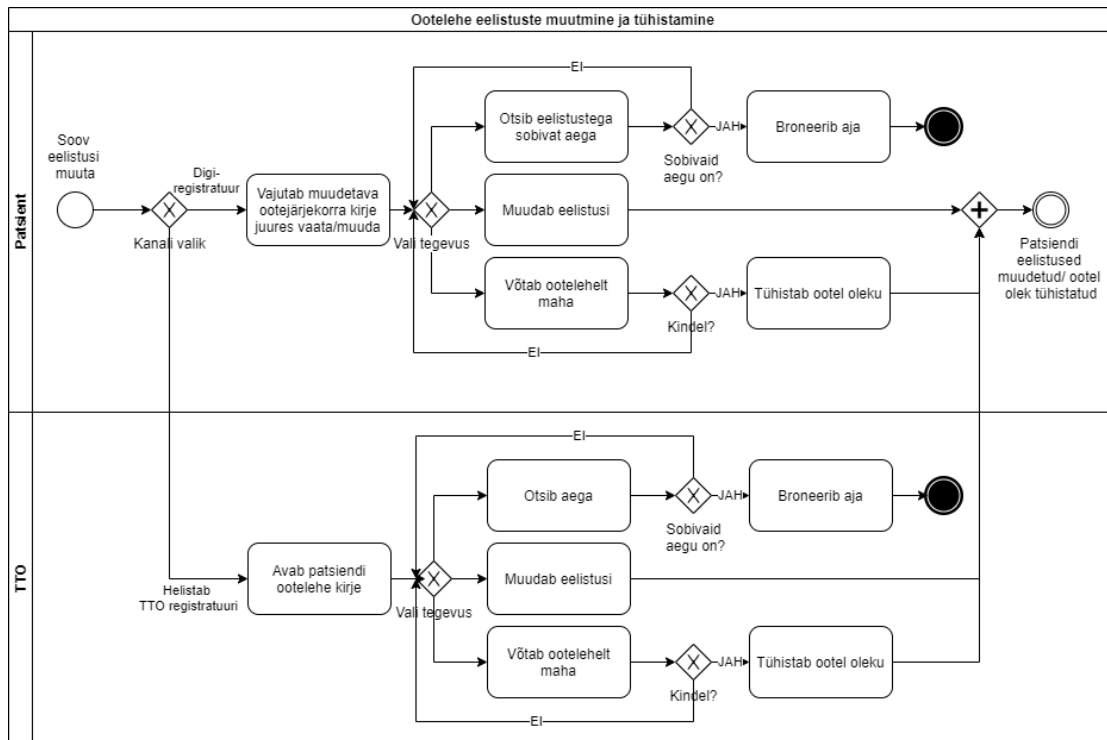 Ootelehe eelistuste muutmine ja tühistamine
Patsient
Soov
eelistusi
muuta
Kanali valik
Digi-
registratuur
Vajutab muudetava
ootejärjekorra kirje
juures vaata/muuda
Vali tegevus
EI
Otsib eelistustega
sobivat aega
Sobivaid
aegu on?
JAH
Broneerib aja
Muudab eelistusi
Võtab ootelehelt
maha
Kindel?
JAH
Tühistab ootel oleku
EI
Patsiendi
eelistused
muudetud/ ootel
olek tühistatud
TTO
Helistab
TTO registratuuri
Avab patsiendi
ootelehe kirje
Vali tegevus
EI
Otsib aega
Sobivaid
aegu on?
JAH
Broneerib aja
Muudab eelistusi
Võtab ootelehelt
maha
Kindel?
JAH
Tühistab ootel oleku
EI